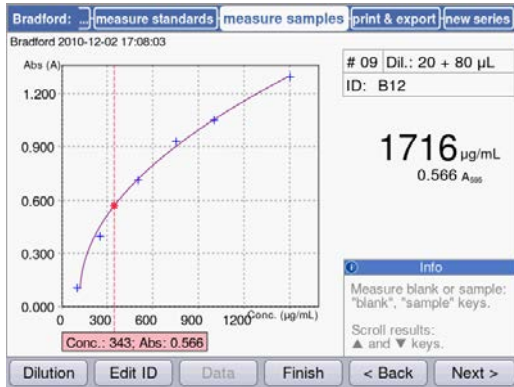 Bradford: ... measure standards measure samples print & export new series
Bradford 2010-12-02 17:08:03
Abs (A)
1.200
0.900
0.600
0.300
0.000
0 300 600 900 1200 Conc. (µg/mL)
Conc.: 343; Abs: 0.566
# 09 Dil.: 20 + 80 µL
ID: B12
1716 µg/mL
0.566 A595
Info
Measure blank or sample:
"blank", "sample" keys.
Scroll results:
▲ and ▼ keys.
Dilution Edit ID Data Finish < Back Next >